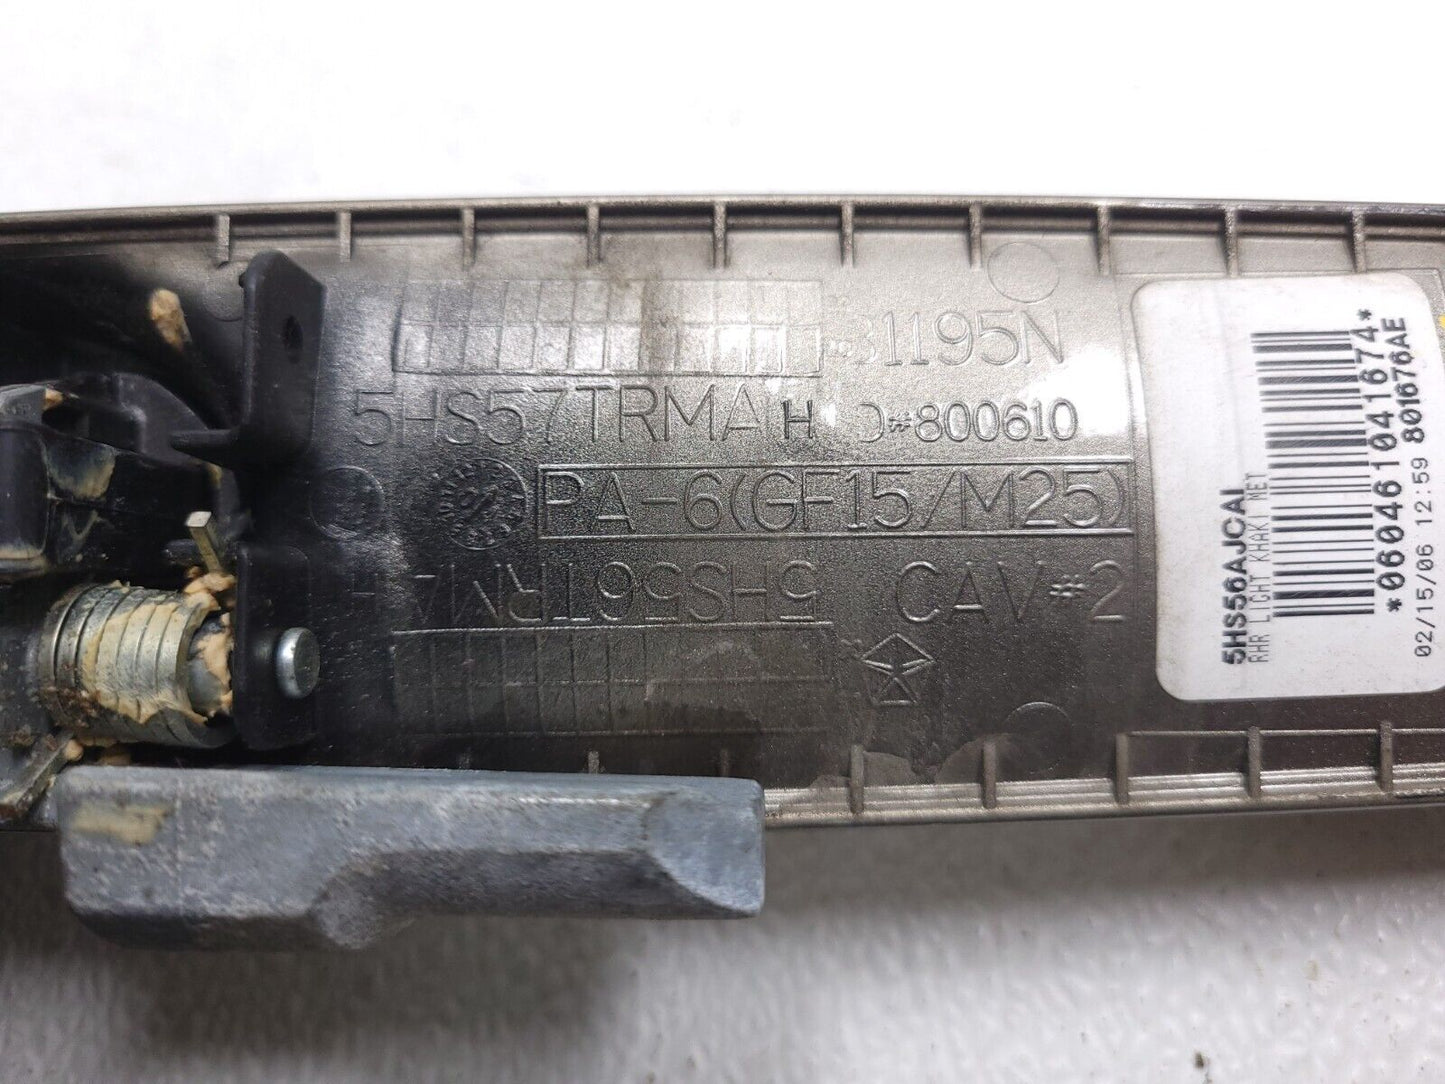 31195N
5HS57TRMA H D#800610
PA-6(GF15/M25)
5HS56TRMA H
CAV#2
5HS56AJCAI
RHR LIGHT KHAKI MET
*060461041674*
02/15/06 12:59 801676AE